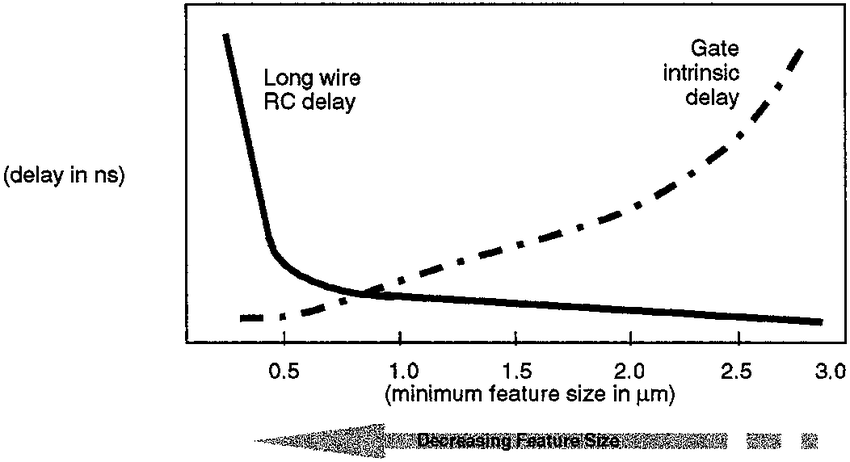 Long wire
RC delay
Gate
intrinsic
delay
(delay in ns)
0.5 1.0 1.5 2.0 2.5 3.0
(minimum feature size in μm)
Decreasing Feature Size